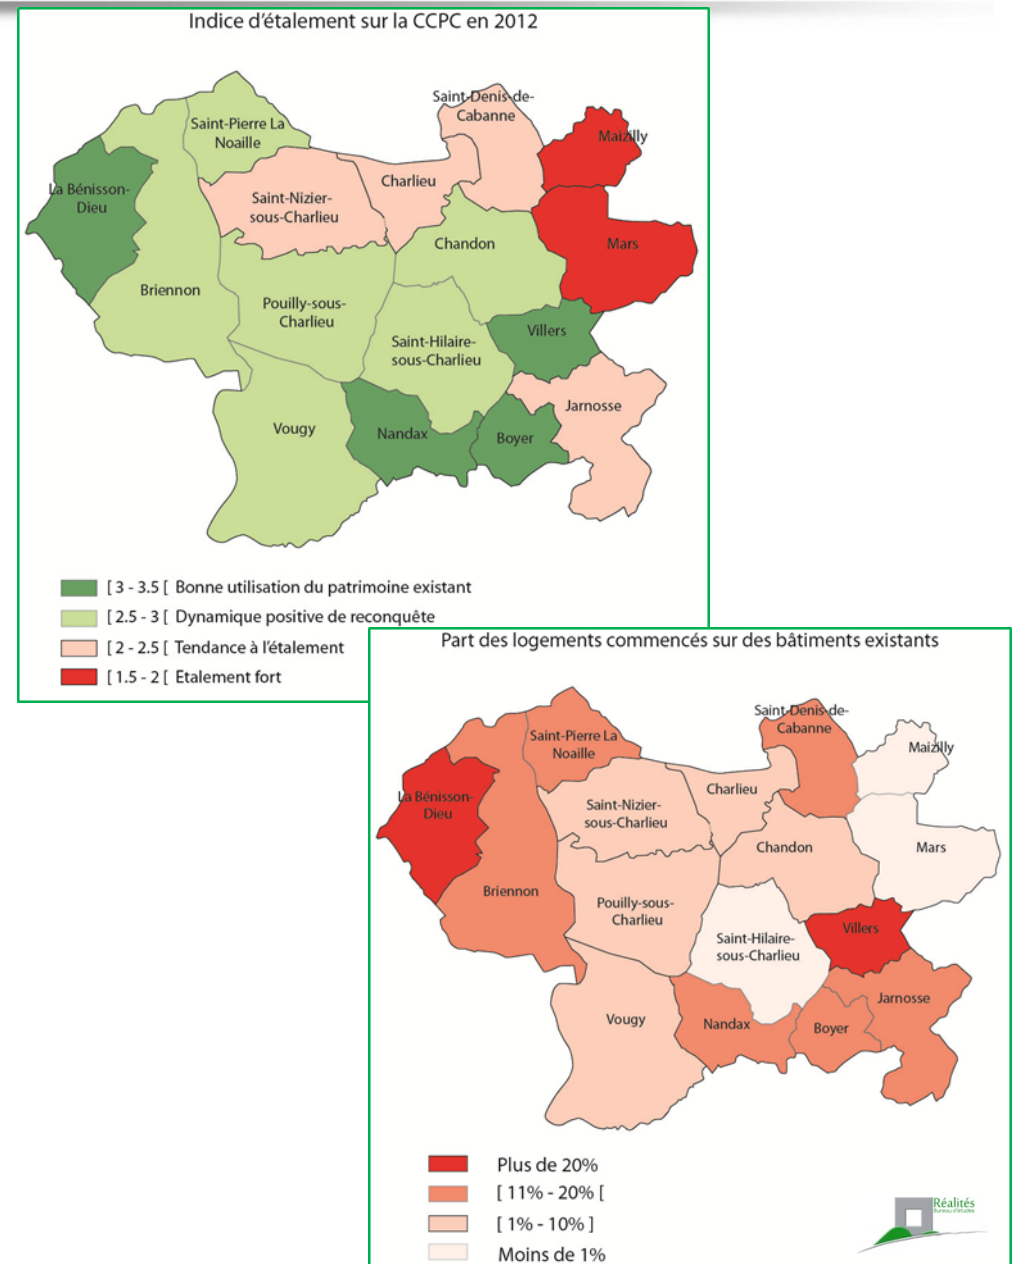 Indice d'étalement sur la CCPC en 2012
Saint-Denis-de-
Cabanne
Saint-Pierre La
Noaille
Maizilly
La Bénisson-
Dieu
Charlieu
Saint-Nizier-
sous-Charlieu
Chandon
Mars
Briennon
Pouilly-sous-
Charlieu
Villers
Saint-Hilaire-
sous-Charlieu
Jarnosse
Vougy
Nandax
Boyer
[ 3 - 3.5 [ Bonne utilisation du patrimoine existant
[ 2.5 - 3 [ Dynamique positive de reconquête
[ 2 - 2.5 [ Tendance à l'étalement
[ 1.5 - 2 [ Etalement fort
Part des logements commencés sur des bâtiments existants
Saint-Denis-de-
Cabanne
Saint-Pierre La
Noaille
Maizilly
La Bénisson-
Dieu
Charlieu
Saint-Nizier-
sous-Charlieu
Chandon
Mars
Briennon
Pouilly-sous-
Charlieu
Villers
Saint-Hilaire-
sous-Charlieu
Jarnosse
Vougy
Nandax
Boyer
Plus de 20%
[ 11% - 20% [
[ 1% - 10% ]
Moins de 1%
Réalités
Bureau d'études